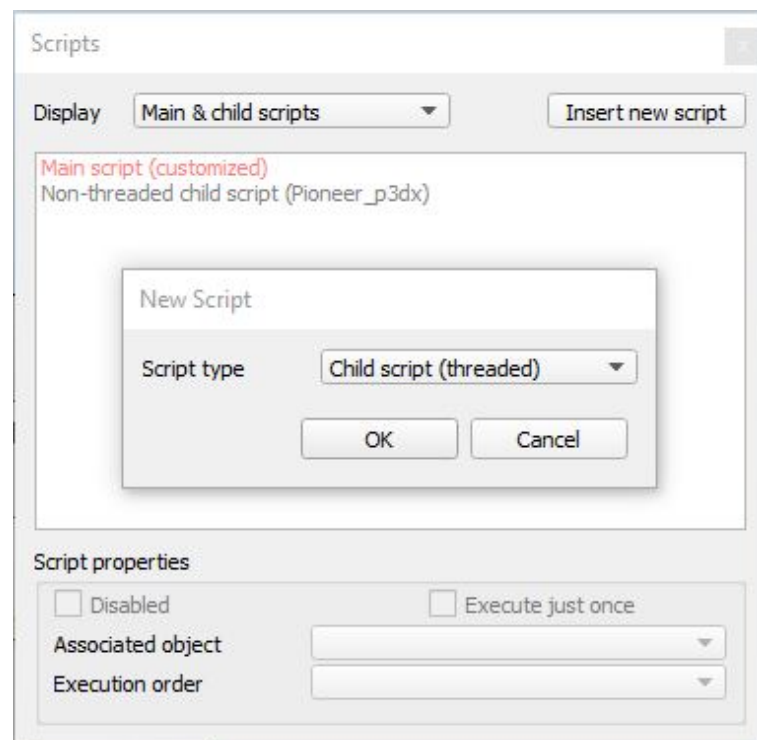 Scripts
Display Main & child scripts Insert new script
Main script (customized)
Non-threaded child script (Pioneer_p3dx)
New Script
Script type Child script (threaded)
OK Cancel
Script properties
Disabled Execute just once
Associated object
Execution order